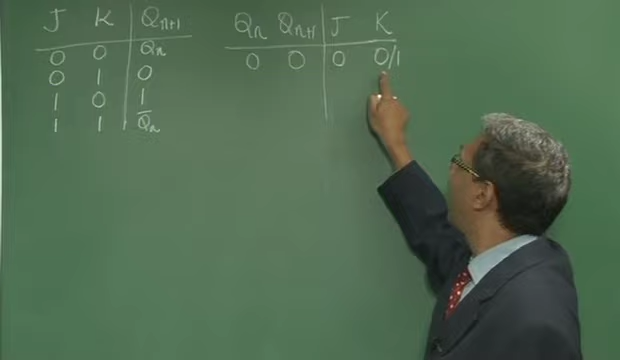 J K Qn+1
0 0 Qn
0 1 0
1 0 1
1 1 Q̅n
Qn Qn+1 J K
0 0 0 0/1